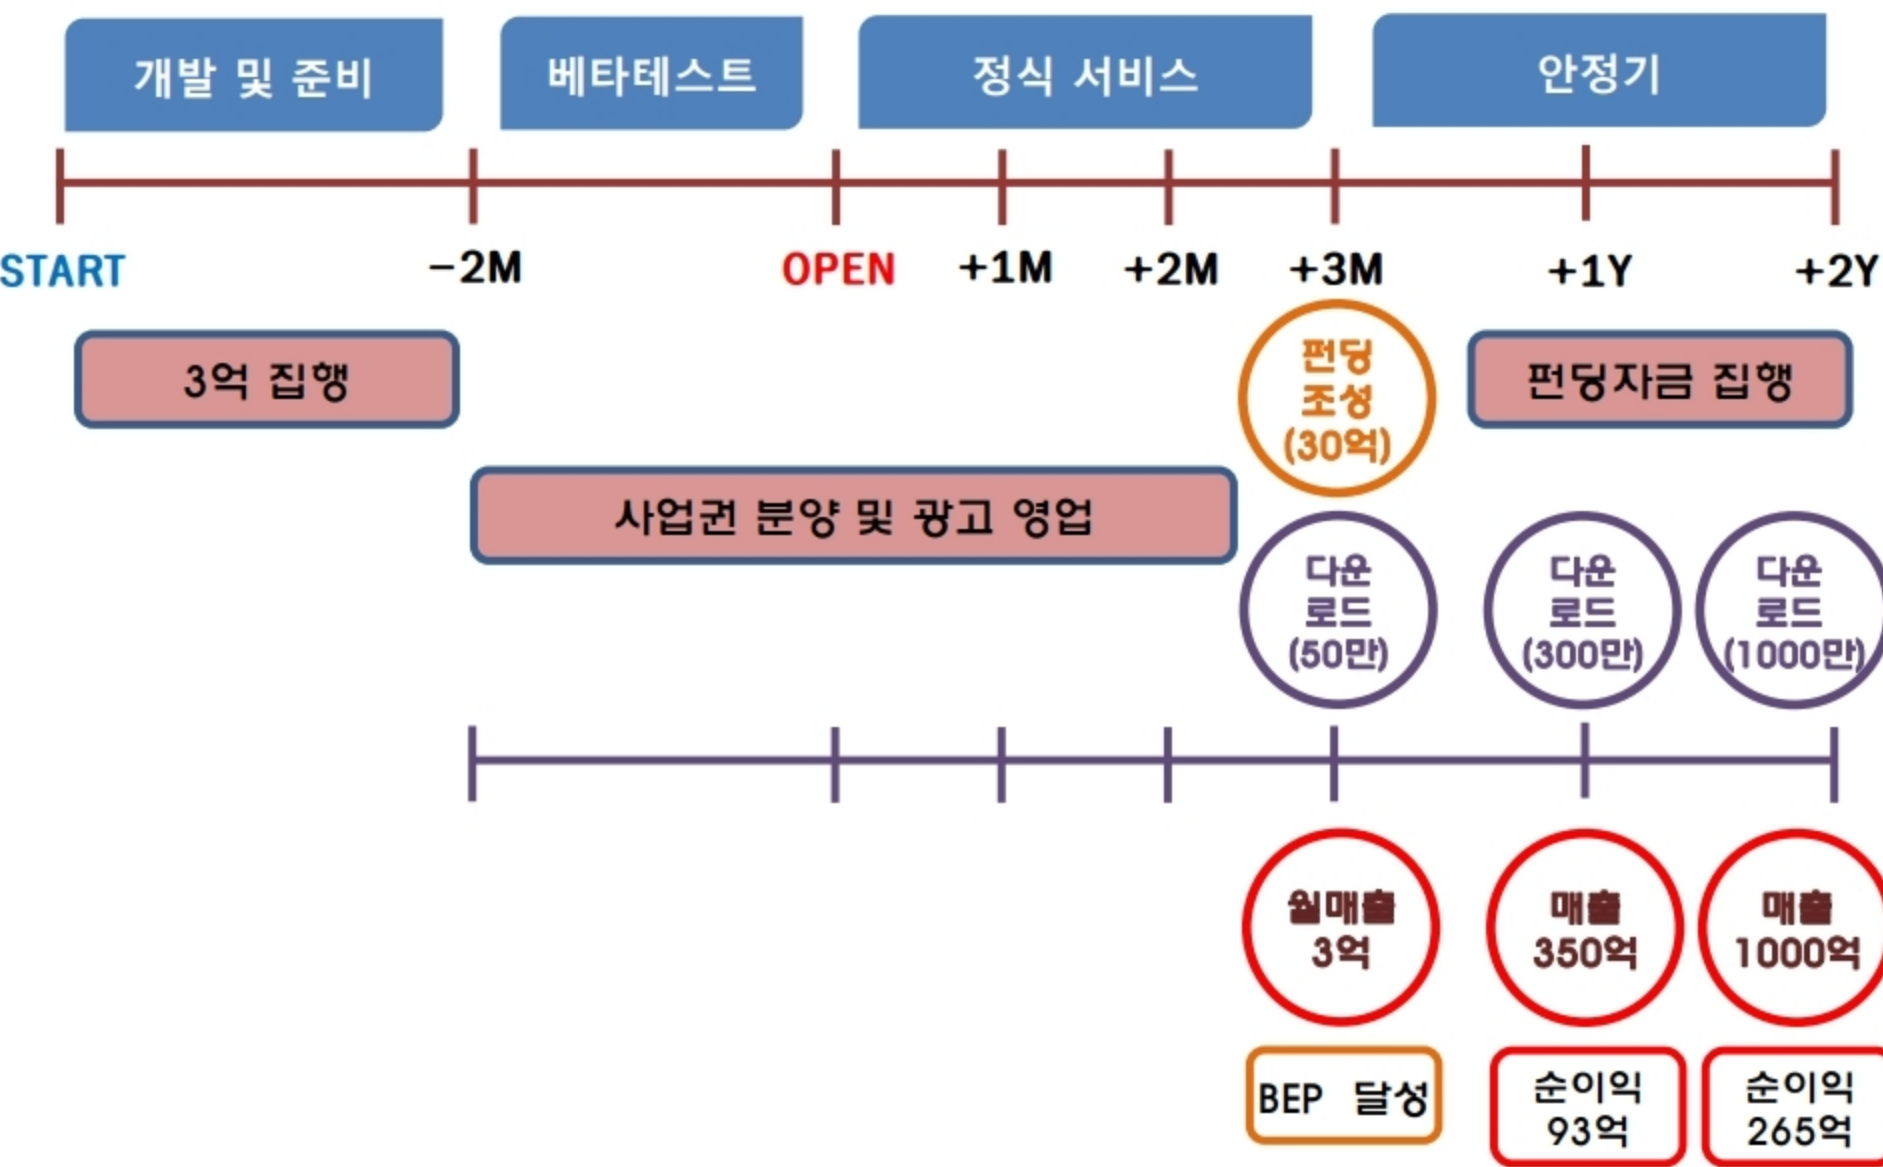 개발 및 준비
베타테스트
정식 서비스
안정기
START
-2M
OPEN
+1M
+2M
+3M
+1Y
+2Y
3억 집행
펀딩
조성
(30억)
펀딩자금 집행
사업권 분양 및 광고 영업
다운
로드
(50만)
다운
로드
(300만)
다운
로드
(1000만)
월매출
3억
매출
350억
매출
1000억
BEP 달성
순이익
93억
순이익
265억